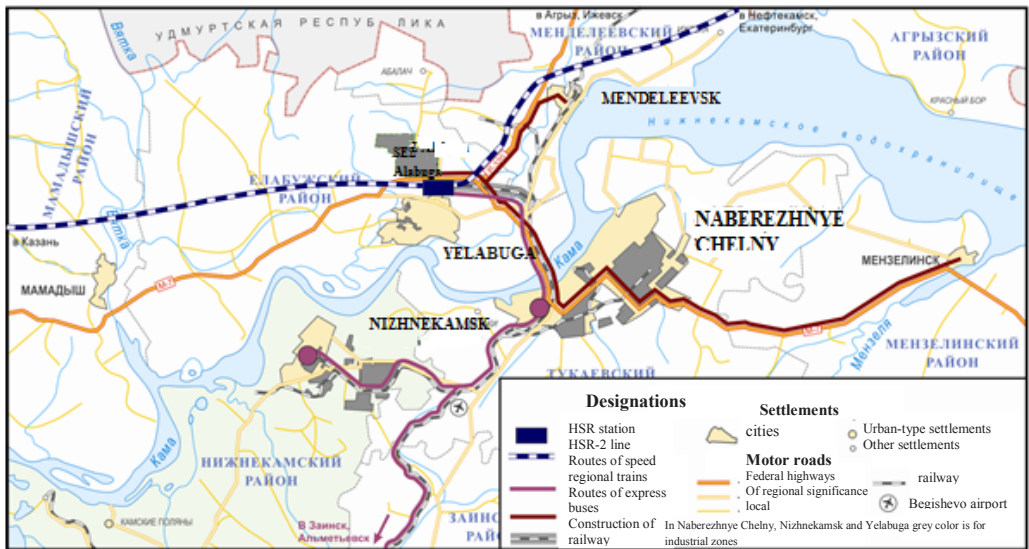 УДМУРТСКАЯ РЕСПУБЛИКА
в Агрыз, Ижевск
в Нефтекамск,
Екатеринбург
МЕНДЕЛЕЕВСКИЙ
РАЙОН
АГРЫЗСКИЙ
РАЙОН
Вятка
АБАЛАЧ
КРАСНЫЙ БОР
MENDELEEVSK
Нижнекамское водохранилище
МАМАДЫШСКИЙ
РАЙОН
Alabuga
ЕЛАБУЖСКИЙ
РАЙОН
Вятка
в Казань
NABEREZHNYE
CHELNY
YELABUGA
Кама
МЕНЗЕЛИНСК
МАМАДЫШ
М-7
М-7
NIZHNEKAMSK
Мензеля
МЕНЗЕЛИНСКИЙ
РАЙОН
ТУКАЕВСКИЙ
Кама
НИЖНЕКАМСКИЙ
РАЙОН
КАМСКИЕ ПОЛЯНЫ
В Заинск,
Альметьевск
ЗАИНС
РАЙ
Designations
HSR station
HSR-2 line
Routes of speed
regional trains
Routes of express
buses
Construction of
railway
Settlements
cities
Urban-type settlements
Other settlements
Motor roads
Federal highways
Of regional significance
local
railway
Begishevo airport
In Naberezhnye Chelny, Nizhnekamsk and Yelabuga grey color is for
industrial zones